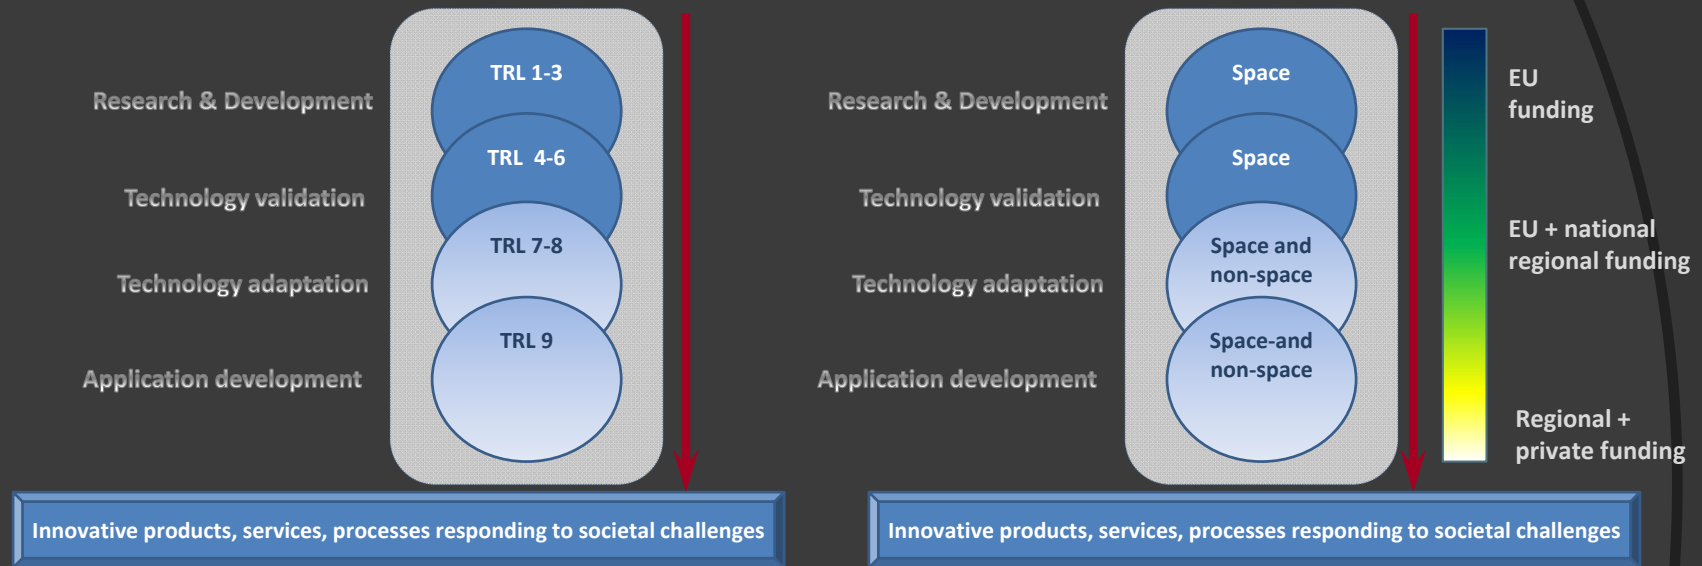 Research & Development
TRL 1-3
Technology validation
TRL 4-6
Technology adaptation
TRL 7-8
Application development
TRL 9
Innovative products, services, processes responding to societal challenges
Research & Development
Space
Technology validation
Space
Technology adaptation
Space and
non-space
Application development
Space-and
non-space
EU
funding
EU + national
regional funding
Regional +
private funding
Innovative products, services, processes responding to societal challenges